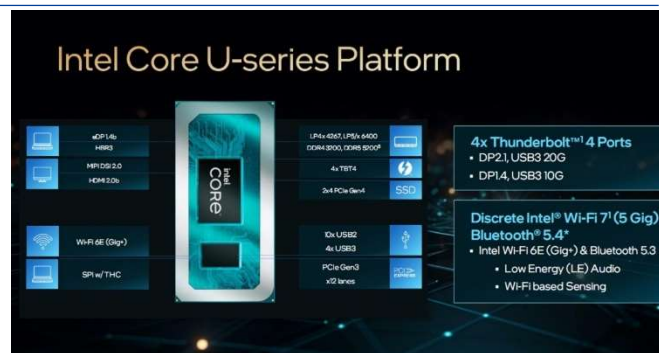 Intel Core U-series Platform
eDP1.4b
HBR3
MIPI DSI 2.0
HDMI 2.0b
Wi-Fi 6E (Gig+)
SPI w/ THC
intel
CORE
LP4x 4267, LP5/x 6400
DDR4 3200, DDR5 5200
4x TBT4
2x4 PCIe Gen4
SSD
10x USB2
4x USB3
PCIe Gen3
x12 lanes
4x Thunderbolt™¹ 4 Ports
• DP2.1, USB3 20G
• DP1.4, USB3 10G
Discrete Intel® Wi-Fi 7¹ (5 Gig)
Bluetooth® 5.4*
• Intel Wi-Fi 6E (Gig+) & Bluetooth 5.3
• Low Energy (LE) Audio
• Wi-Fi based Sensing